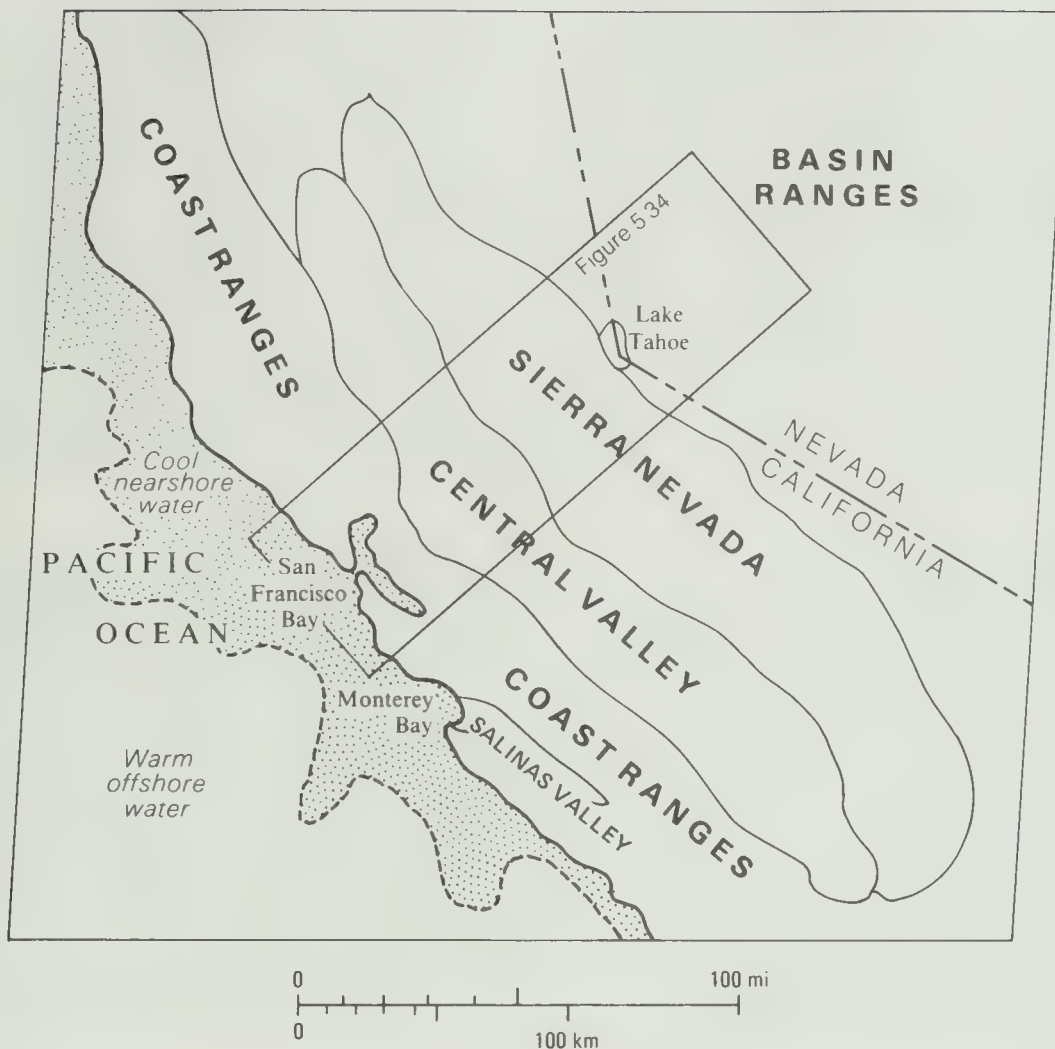 COAST RANGES
BASIN
RANGES
Figure 5 34
Lake
Tahoe
SIERRA NEVADA
NEVADA
CALIFORNIA
CENTRAL VALLEY
Cool
nearshore
water
PACIFIC
OCEAN
San
Francisco
Bay
Monterey
Bay
SALINAS VALLEY
COAST RANGES
Warm
offshore
water
0
100 mi
0
100 km